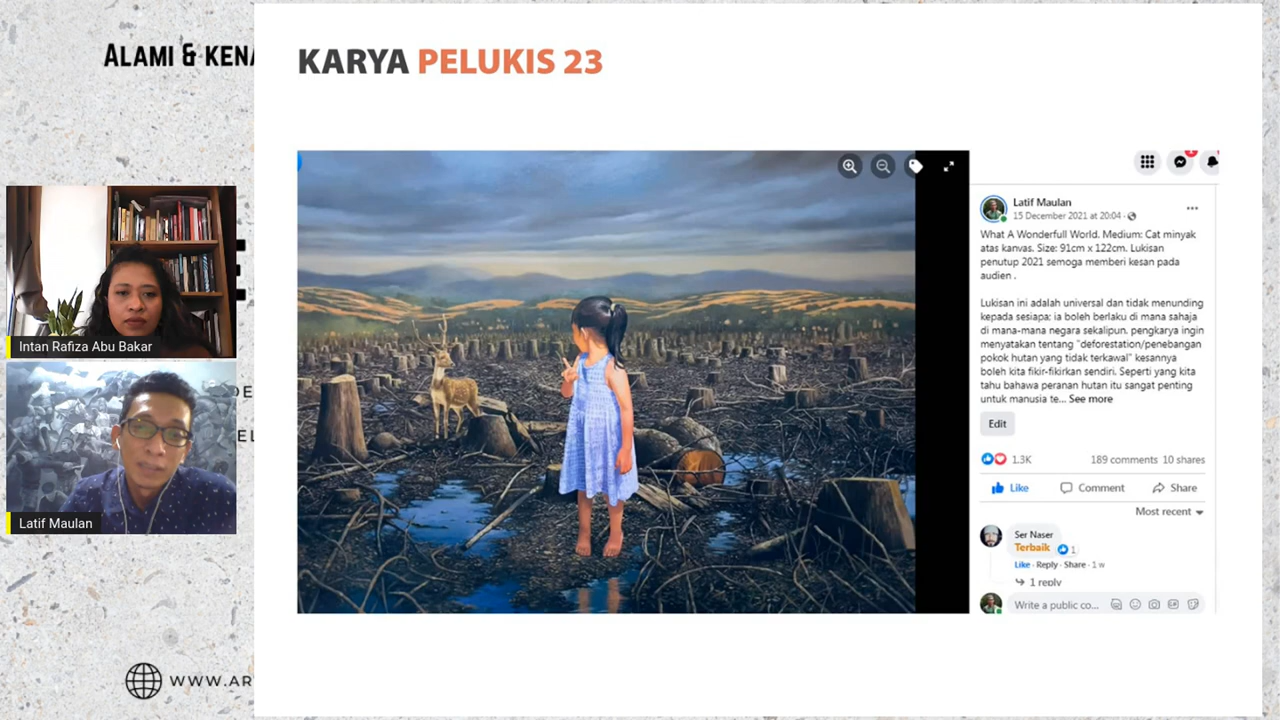 ALAMI & KENA
KARYA PELUKIS 23
Intan Rafiza Abu Bakar
Latif Maulan
WWW.AR
Latif Maulan
15 December 2021 at 20:04
What A Wonderfull World. Medium: Cat minyak
atas kanvas. Size: 91cm x 122cm. Lukisan
penutup 2021 semoga memberi kesan pada
audien .
Lukisan ini adalah universal dan tidak menunding
kepada sesiapa; ia boleh berlaku di mana sahaja
di mana-mana negara sekalipun. pengkarya ingin
menyatakan tentang "deforestation/penebangan
pokok hutan yang tidak terkawal" kesannya
boleh kita fikir-fikirkan sendiri. Seperti yang kita
tahu bahawa peranan hutan itu sangat penting
untuk manusia te... See more
Edit
1.3K 189 comments 10 shares
Like Comment Share
Most recent
Ser Naser
Terbaik 1
Like · Reply · Share · 1 w
1 reply
Write a public co...